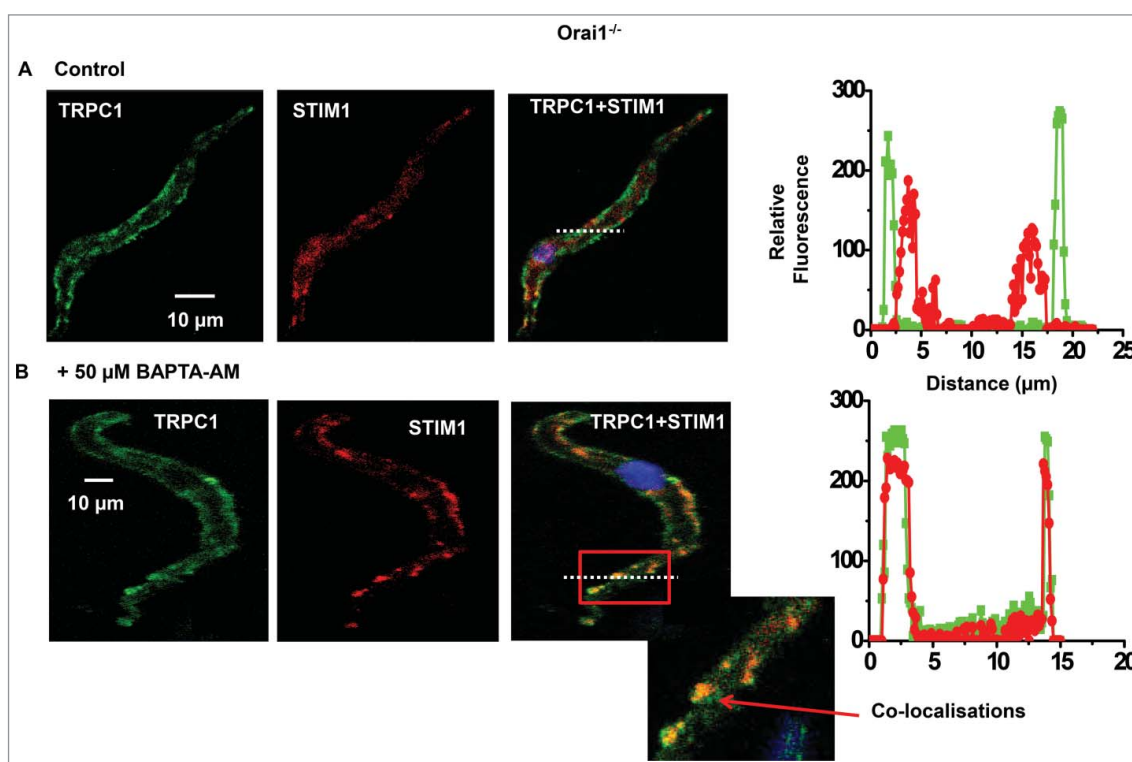 Orai1-/-
A Control
TRPC1
STIM1
TRPC1+STIM1
10 µm
300
200
100
0
Relative
Fluorescence
0 5 10 15 20 25
Distance (µm)
B + 50 µM BAPTA-AM
TRPC1
STIM1
TRPC1+STIM1
10 µm
300
200
100
0
0 5 10 15 20
Co-localisations